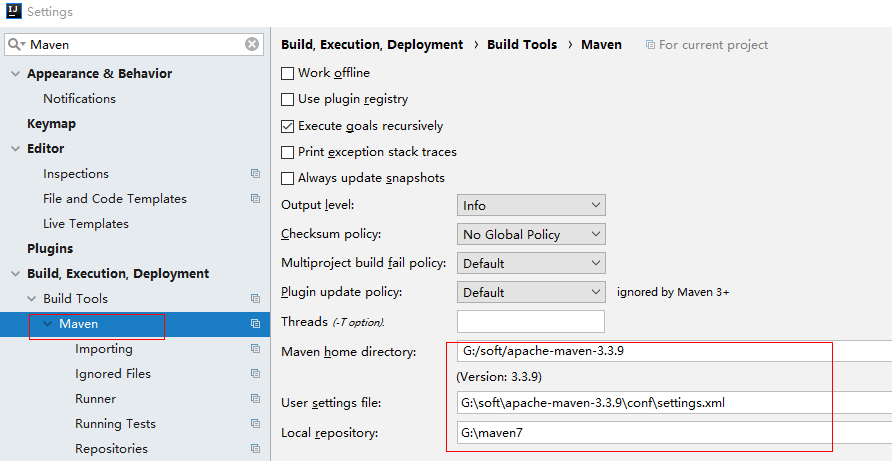 Settings
Maven
Appearance & Behavior
Notifications
Keymap
Editor
Inspections
File and Code Templates
Live Templates
Plugins
Build, Execution, Deployment
Build Tools
Maven
Importing
Ignored Files
Runner
Running Tests
Repositories
Build, Execution, Deployment › Build Tools › Maven For current project
Work offline
Use plugin registry
Execute goals recursively
Print exception stack traces
Always update snapshots
Output level: Info
Checksum policy: No Global Policy
Multiproject build fail policy: Default
Plugin update policy: Default ignored by Maven 3+
Threads (-T option).
Maven home directory: G:/soft/apache-maven-3.3.9
(Version: 3.3.9)
User settings file: G:\soft\apache-maven-3.3.9\conf\settings.xml
Local repository: G:\maven7